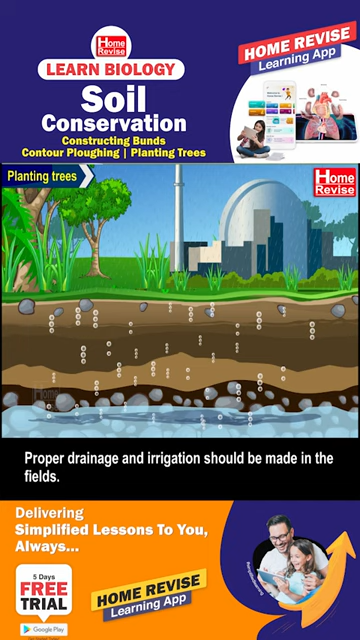 Home
Revise
LEARN BIOLOGY
Soil
Conservation
Constructing Bunds
Contour Ploughing | Planting Trees
HOME REVISE
Learning App
Planting trees
Home
Revise
Proper drainage and irrigation should be made in the
fields.
Delivering
Simplified Lessons To You,
Always...
5 Days
FREE
TRIAL
Google Play
HOME REVISE
Learning App